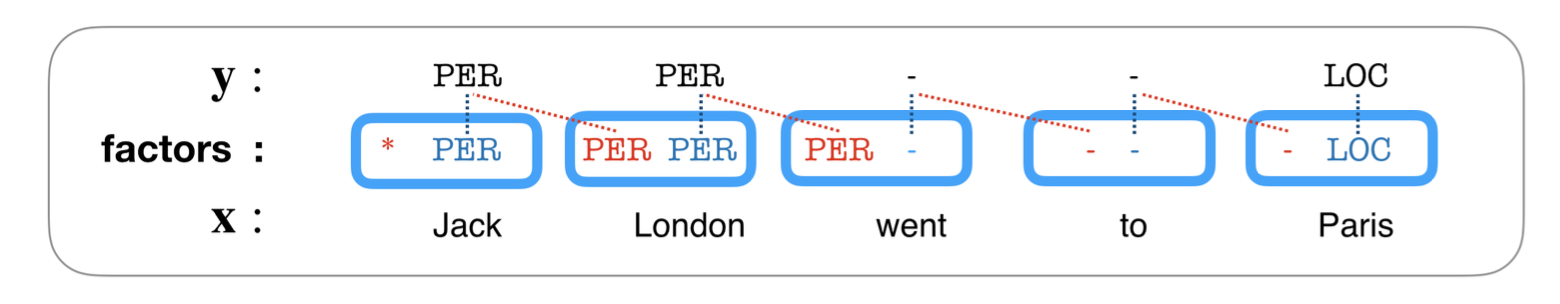 y : PER PER - - LOC
factors : * PER PER PER PER - - - - LOC
x : Jack London went to Paris